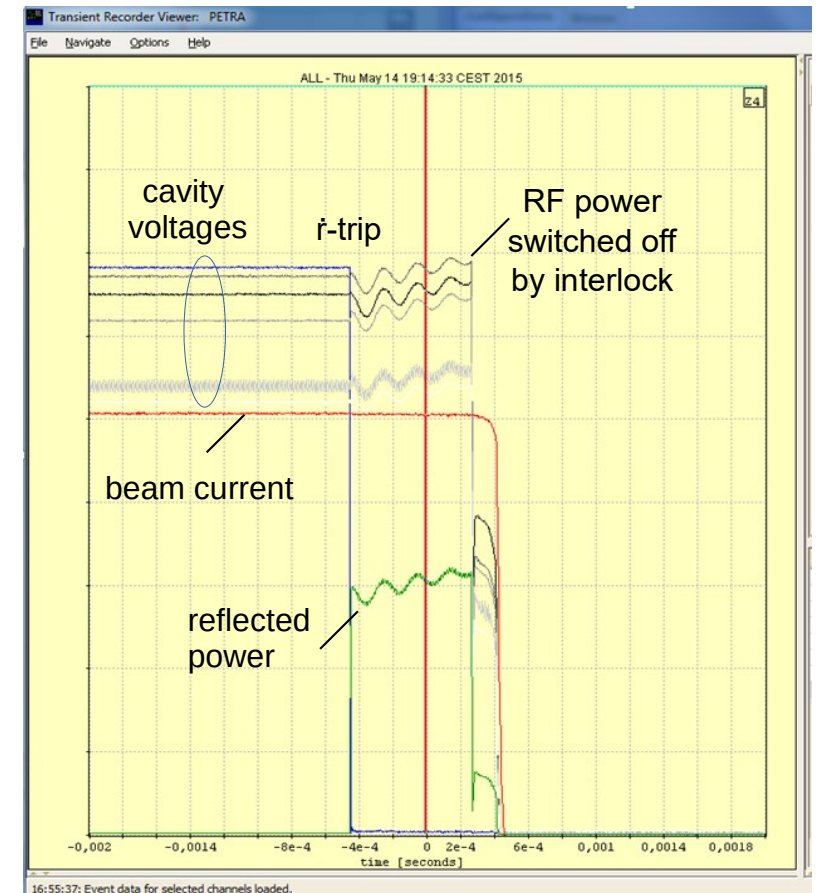 Transient Recorder Viewer: PETRA
File Navigate Options Help
ALL - Thu May 14 19:14:33 CEST 2015
Z4
cavity
voltages
ṙ-trip
RF power
switched off
by interlock
beam current
reflected
power
-0,002 -0,0014 -8e-4 -4e-4 0 2e-4 6e-4 0,001 0,0014 0,0018
time [seconds]
16:55:37: Event data for selected channels loaded.